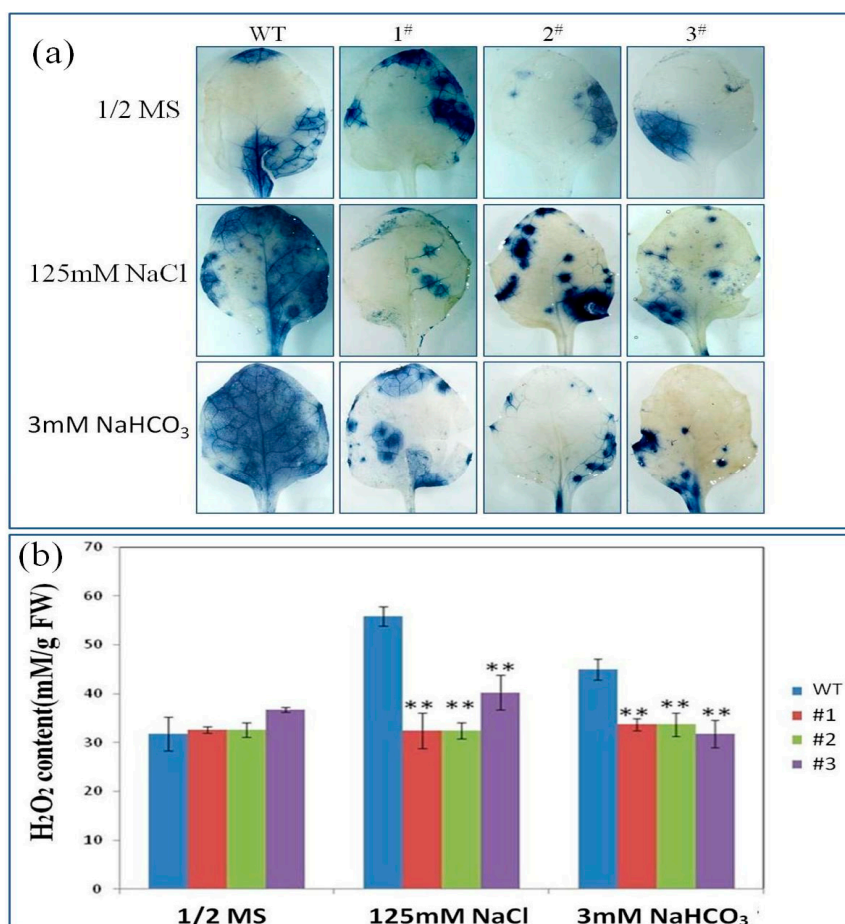 (a)
WT 1# 2# 3#
1/2 MS
125mM NaCl
3mM NaHCO₃
(b)
H₂O₂ content(mM/g FW)
70
60
50
40
30
20
10
0
** ** **
** ** **
WT
#1
#2
#3
1/2 MS 125mM NaCl 3mM NaHCO₃